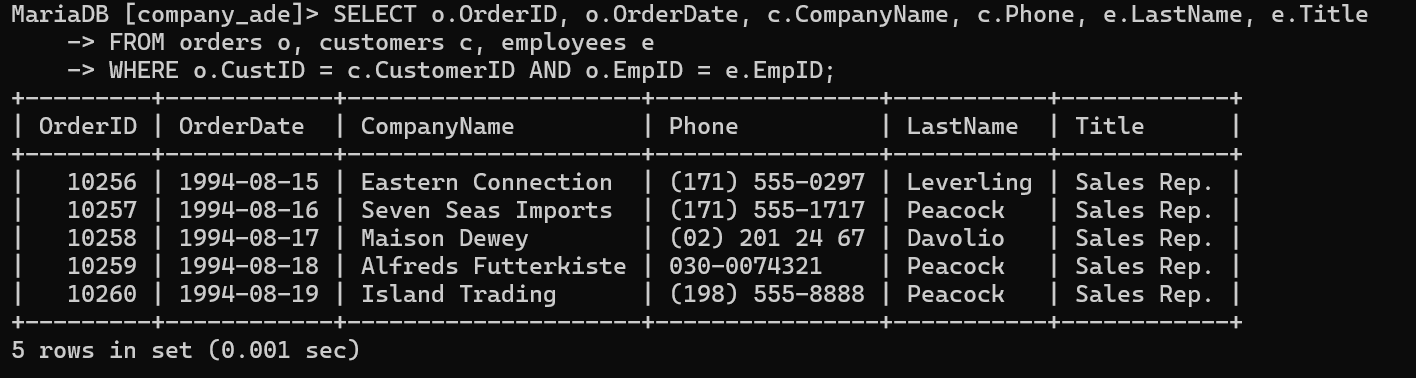 MariaDB [company_ade]> SELECT o.OrderID, o.OrderDate, c.CompanyName, c.Phone, e.LastName, e.Title
    -> FROM orders o, customers c, employees e
    -> WHERE o.CustID = c.CustomerID AND o.EmpID = e.EmpID;
+---------+------------+---------------------+----------------+-----------+------------+
| OrderID | OrderDate  | CompanyName         | Phone          | LastName  | Title      |
+---------+------------+---------------------+----------------+-----------+------------+
|   10256 | 1994-08-15 | Eastern Connection  | (171) 555-0297 | Leverling | Sales Rep. |
|   10257 | 1994-08-16 | Seven Seas Imports  | (171) 555-1717 | Peacock   | Sales Rep. |
|   10258 | 1994-08-17 | Maison Dewey        | (02) 201 24 67 | Davolio   | Sales Rep. |
|   10259 | 1994-08-18 | Alfreds Futterkiste | 030-0074321    | Peacock   | Sales Rep. |
|   10260 | 1994-08-19 | Island Trading      | (198) 555-8888 | Peacock   | Sales Rep. |
+---------+------------+---------------------+----------------+-----------+------------+
5 rows in set (0.001 sec)